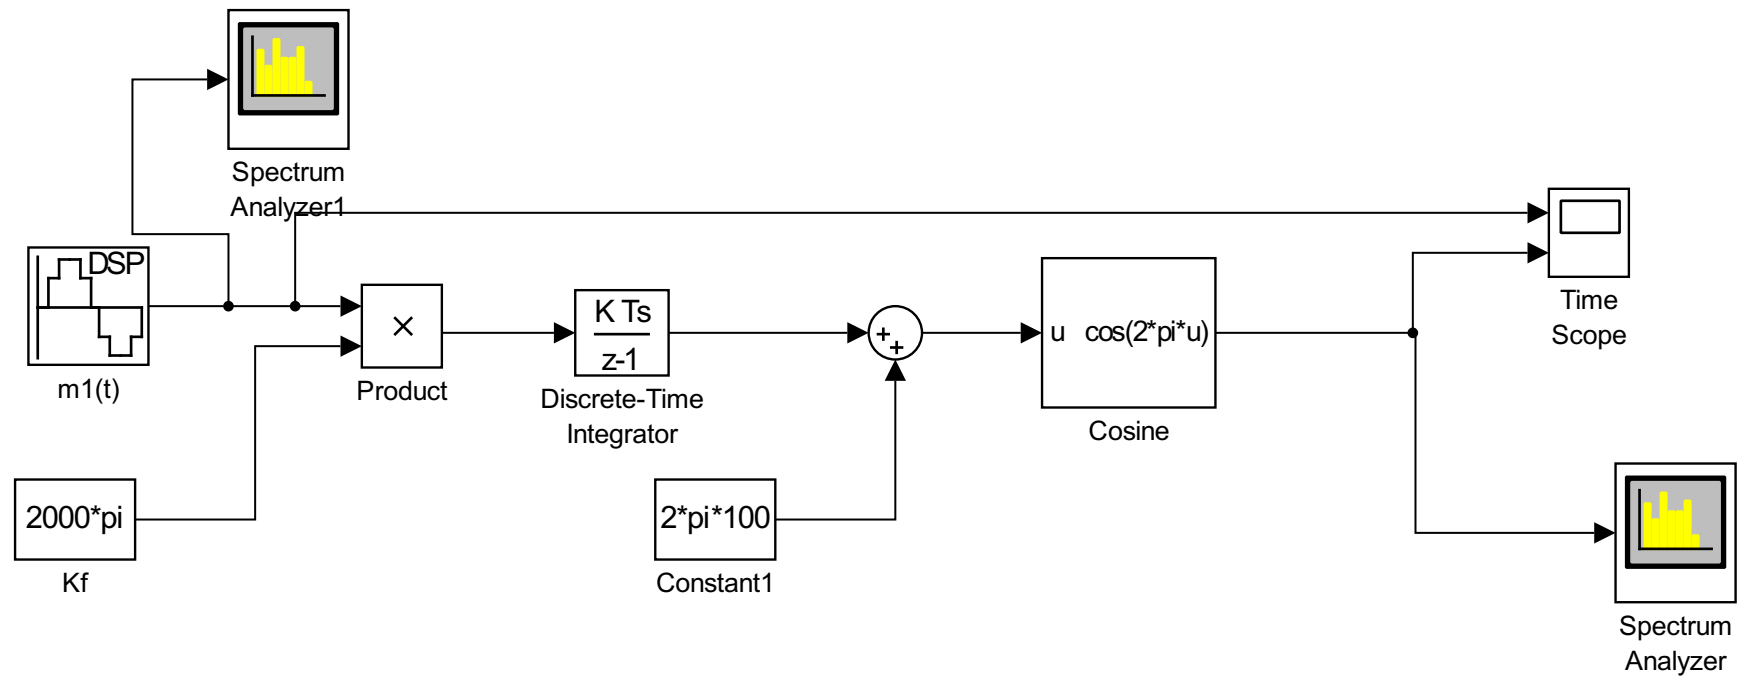 Spectrum
Analyzer1
DSP
m1(t)
×
Product
K Ts
z-1
Discrete-Time
Integrator
+
+
u cos(2*pi*u)
Cosine
Time
Scope
2000*pi
Kf
2*pi*100
Constant1
Spectrum
Analyzer